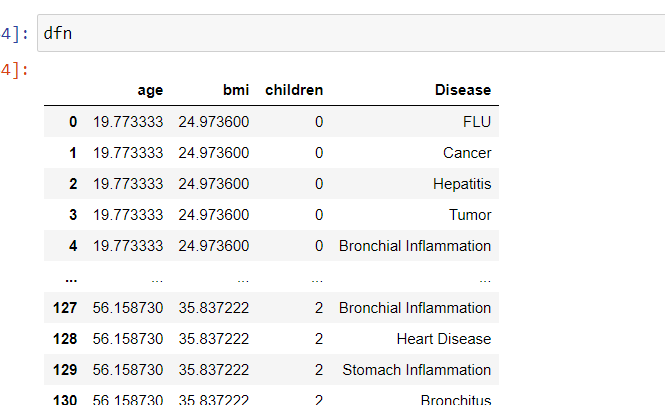 4]: dfn
4]:
age bmi children Disease
0 19.773333 24.973600 0 FLU
1 19.773333 24.973600 0 Cancer
2 19.773333 24.973600 0 Hepatitis
3 19.773333 24.973600 0 Tumor
4 19.773333 24.973600 0 Bronchial Inflammation
... ... ... ... ...
127 56.158730 35.837222 2 Bronchial Inflammation
128 56.158730 35.837222 2 Heart Disease
129 56.158730 35.837222 2 Stomach Inflammation
130 56.158730 35.837222 2 Bronchitus